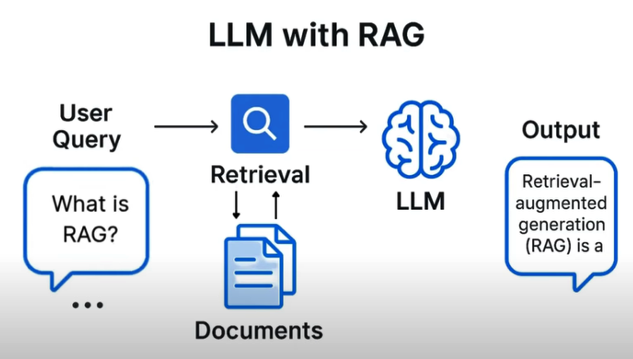 LLM with RAG
User
Query
What is
RAG?
...
Retrieval
Documents
LLM
Output
Retrieval-
augmented
generation
(RAG) is a